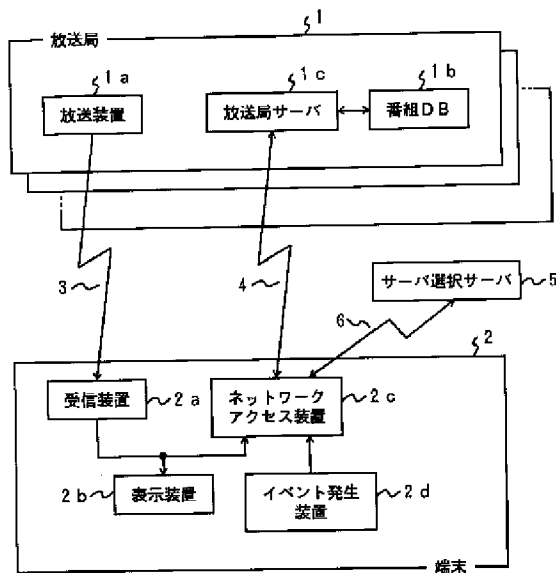 放送局
1
1a
1c
1b
放送装置
放送局サーバ
番組DB
3
4
サーバ選択サーバ
5
6
2
受信装置
2a
ネットワーク
アクセス装置
2c
2b
表示装置
イベント発生
装置
2d
端末